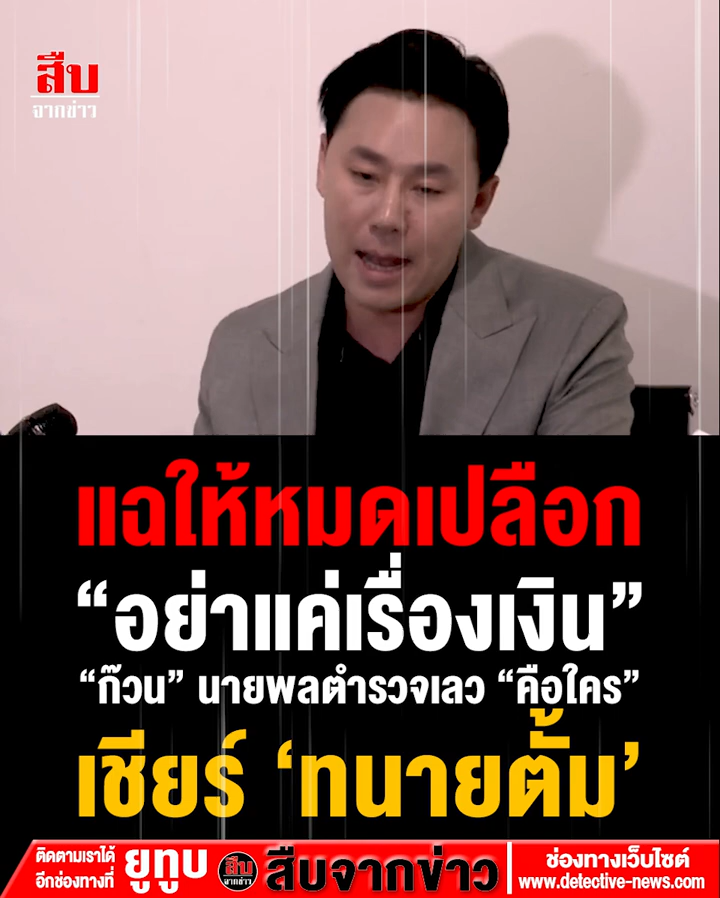 สืบ
จากข่าว
แฉให้หมดเปลือก
“อย่าแค่เรื่องเงิน”
“ก๊วน” นายพลตำรวจเลว “คือใคร”
เชียร์ ‘ทนายตั้ม’
ติดตามเราได้
อีกช่องทางที่
ยูทูบ
สืบ
จากข่าว
สืบจากข่าว
ช่องทางเว็บไซต์
www.detective-news.com